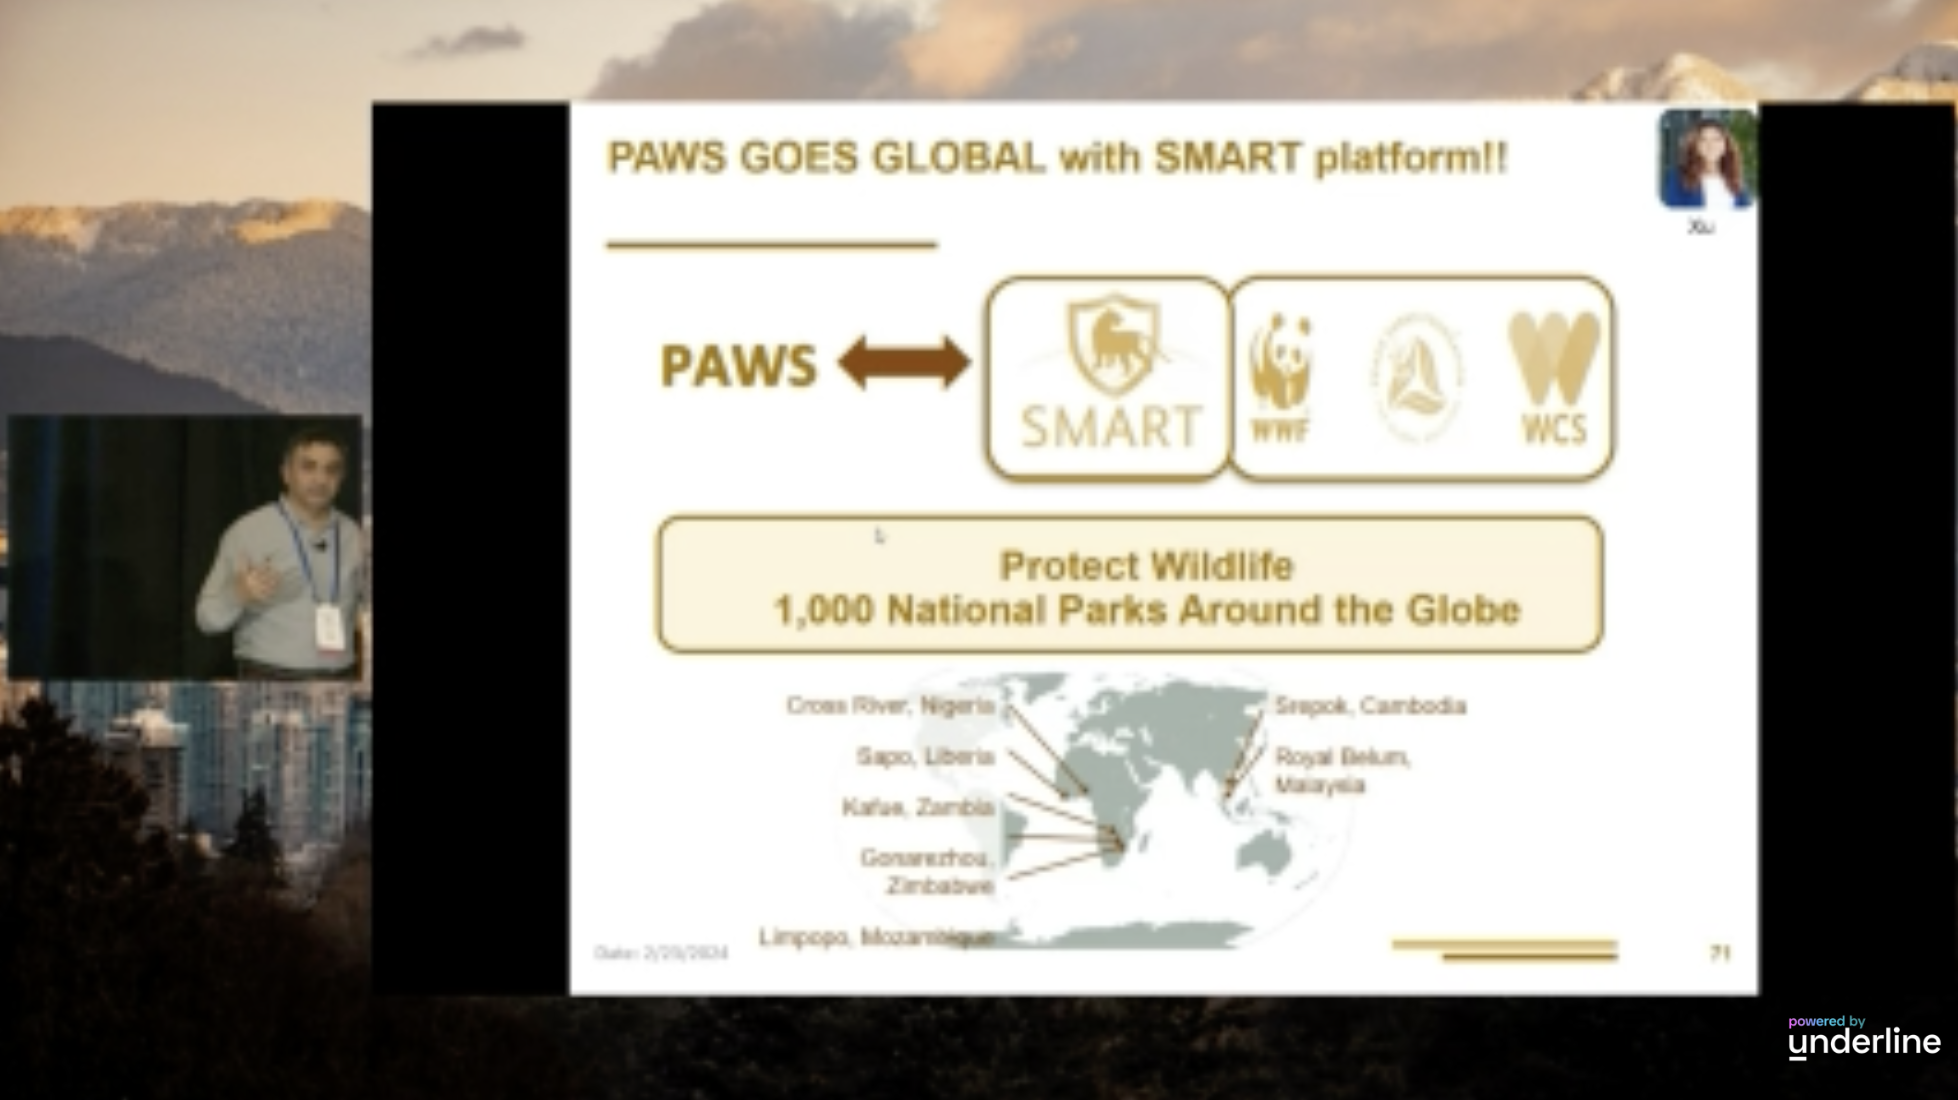 PAWS GOES GLOBAL with SMART platform!!
Xu
PAWS
SMART
WWF
WCS
Protect Wildlife
1,000 National Parks Around the Globe
Cross River, Nigeria
Sapo, Liberia
Kafue, Zambia
Gonarezhou,
Zimbabwe
Limpopo, Mozambique
Srepok, Cambodia
Royal Belum,
Malaysia
Date: 2/23/2024
71
powered by
underline